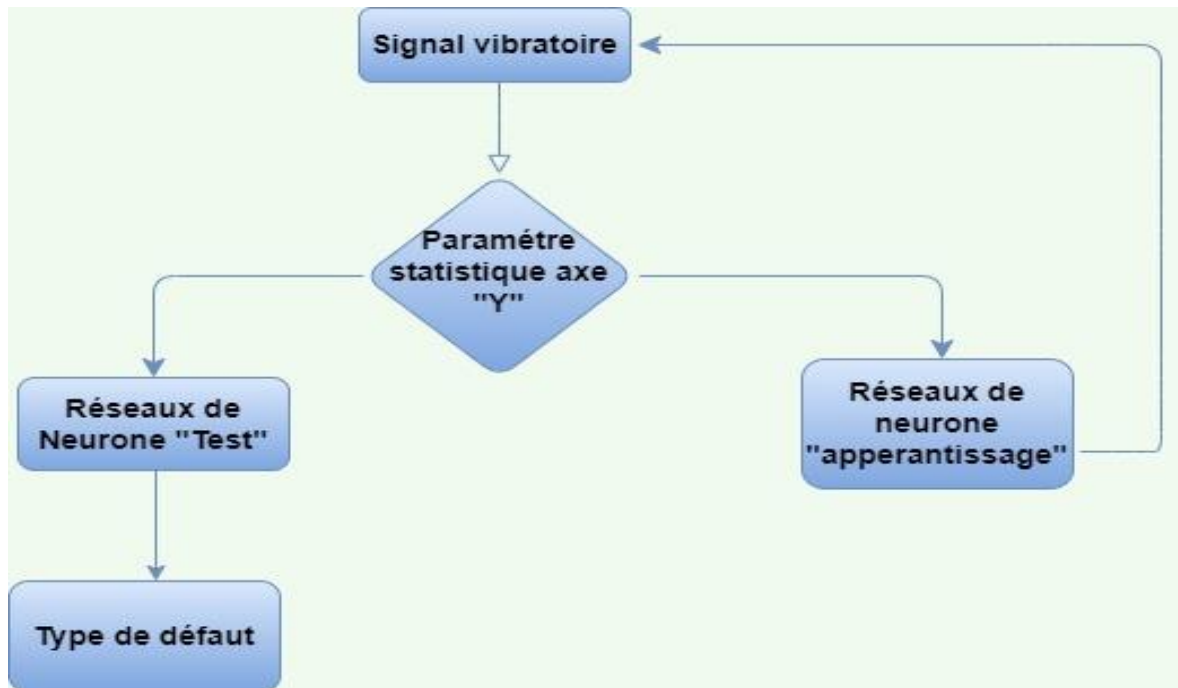 Signal vibratoire
Paramétre
statistique axe
"Y"
Réseaux de
Neurone "Test"
Réseaux de
neurone
"apperantissage"
Type de défaut